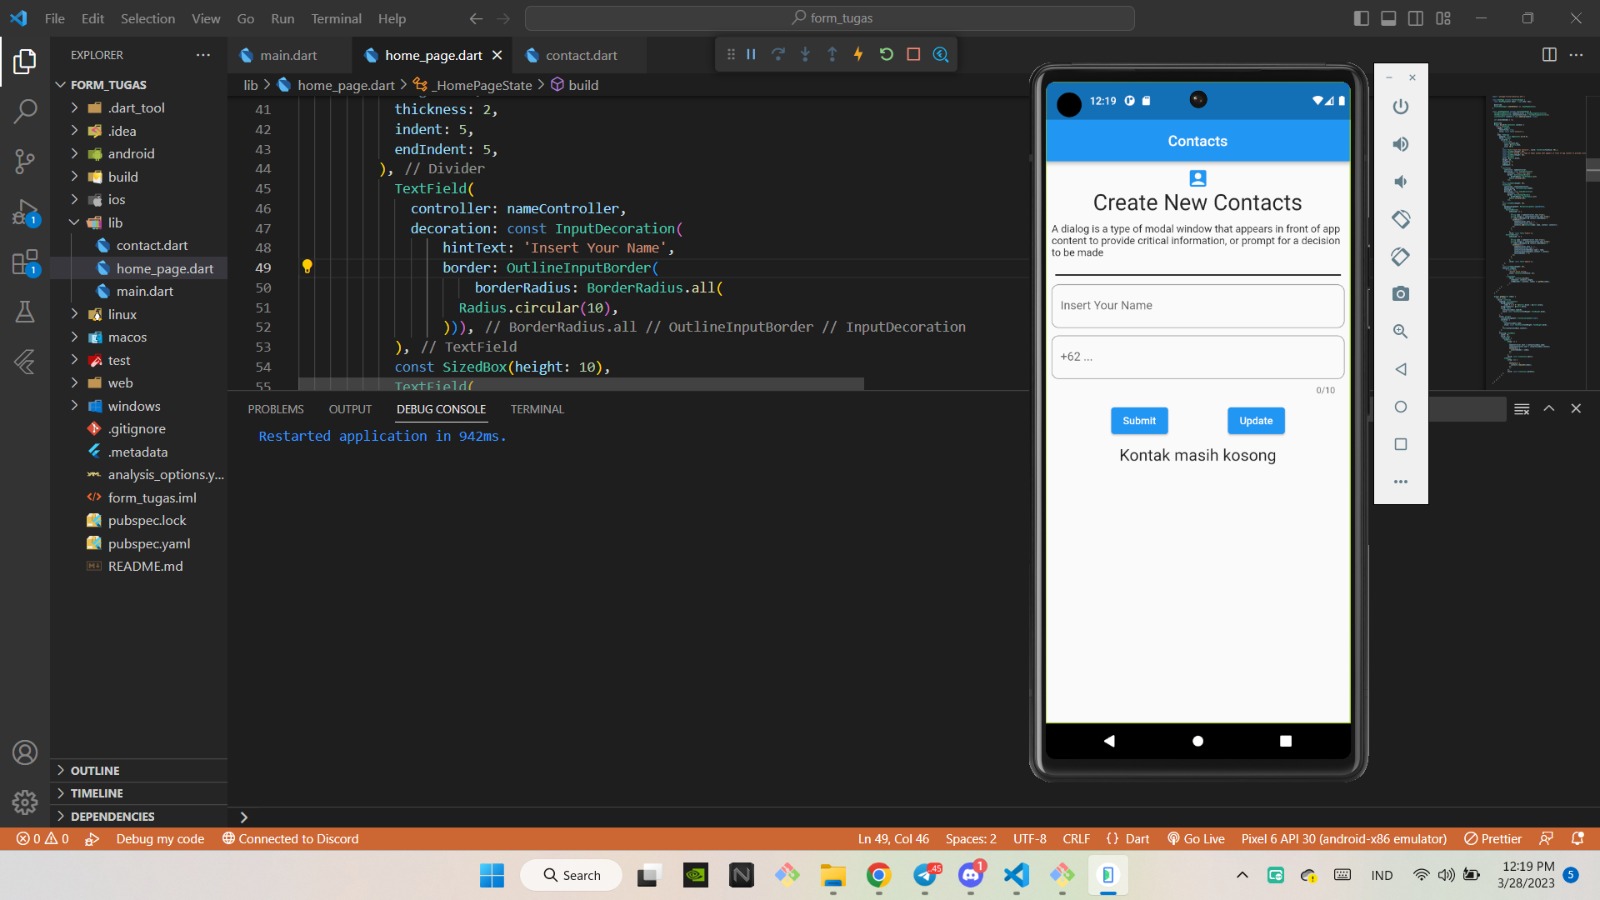 File Edit Selection View Go Run Terminal Help
form_tugas
EXPLORER
main.dart
home_page.dart
contact.dart
FORM_TUGAS
lib > home_page.dart > _HomePageState > build
.dart_tool
.idea
android
build
ios
lib
contact.dart
home_page.dart
main.dart
linux
macos
test
web
windows
.gitignore
.metadata
analysis_options.y...
form_tugas.iml
pubspec.lock
pubspec.yaml
README.md
OUTLINE
TIMELINE
DEPENDENCIES
1
1
41 thickness: 2,
42 indent: 5,
43 endIndent: 5,
44 ), // Divider
45 TextField(
46 controller: nameController,
47 decoration: const InputDecoration(
48 hintText: 'Insert Your Name',
49 border: OutlineInputBorder(
50 borderRadius: BorderRadius.all(
51 Radius.circular(10),
52 ))), // BorderRadius.all // OutlineInputBorder // InputDecoration
53 ), // TextField
54 const SizedBox(height: 10),
55 TextField(
PROBLEMS OUTPUT DEBUG CONSOLE TERMINAL
Restarted application in 942ms.
12:19
Contacts
Create New Contacts
A dialog is a type of modal window that appears in front of app
content to provide critical information, or prompt for a decision
to be made
Insert Your Name
+62 ...
0/10
Submit Update
Kontak masih kosong
0 0 Debug my code Connected to Discord
Ln 49, Col 46 Spaces: 2 UTF-8 CRLF {} Dart Go Live Pixel 6 API 30 (android-x86 emulator) Prettier
Search
45
1
IND
12:19 PM
3/28/2023
5